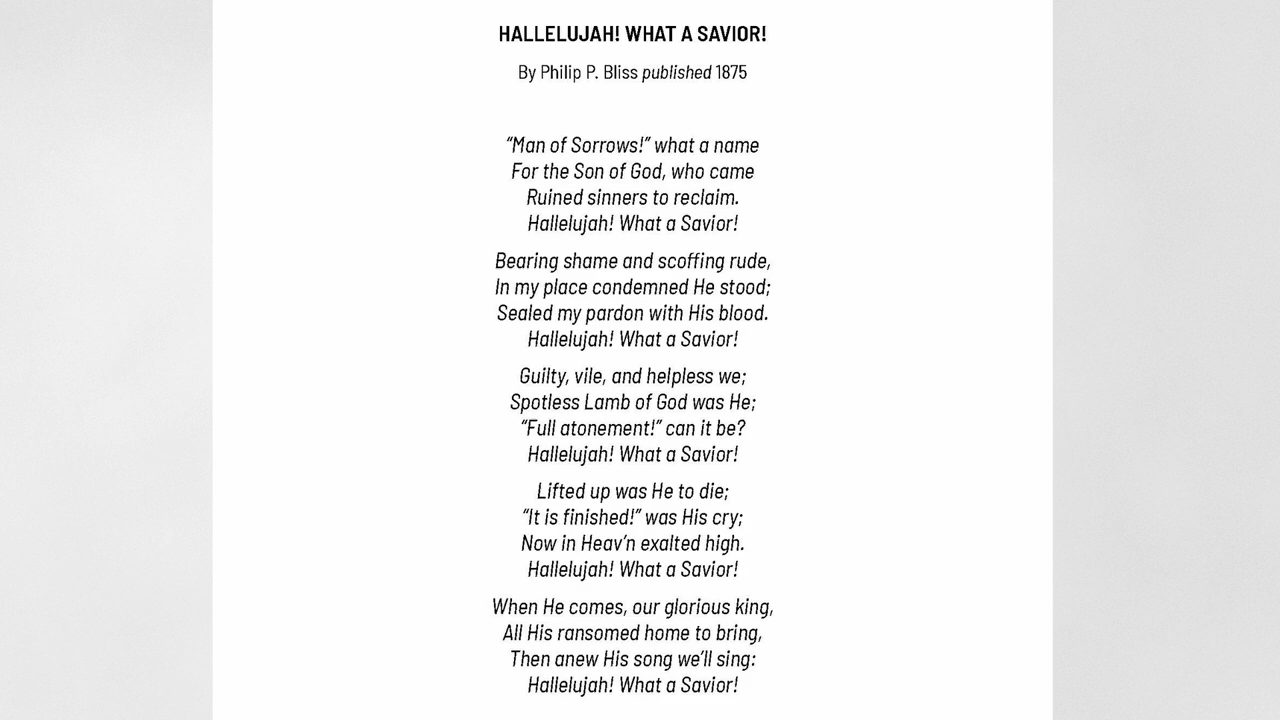 HALLELUJAH! WHAT A SAVIOR!
By Philip P. Bliss published 1875
“Man of Sorrows!” what a name
For the Son of God, who came
Ruined sinners to reclaim.
Hallelujah! What a Savior!
Bearing shame and scoffing rude,
In my place condemned He stood;
Sealed my pardon with His blood.
Hallelujah! What a Savior!
Guilty, vile, and helpless we;
Spotless Lamb of God was He;
“Full atonement!” can it be?
Hallelujah! What a Savior!
Lifted up was He to die;
“It is finished!” was His cry;
Now in Heav’n exalted high.
Hallelujah! What a Savior!
When He comes, our glorious king,
All His ransomed home to bring,
Then anew His song we’ll sing:
Hallelujah! What a Savior!